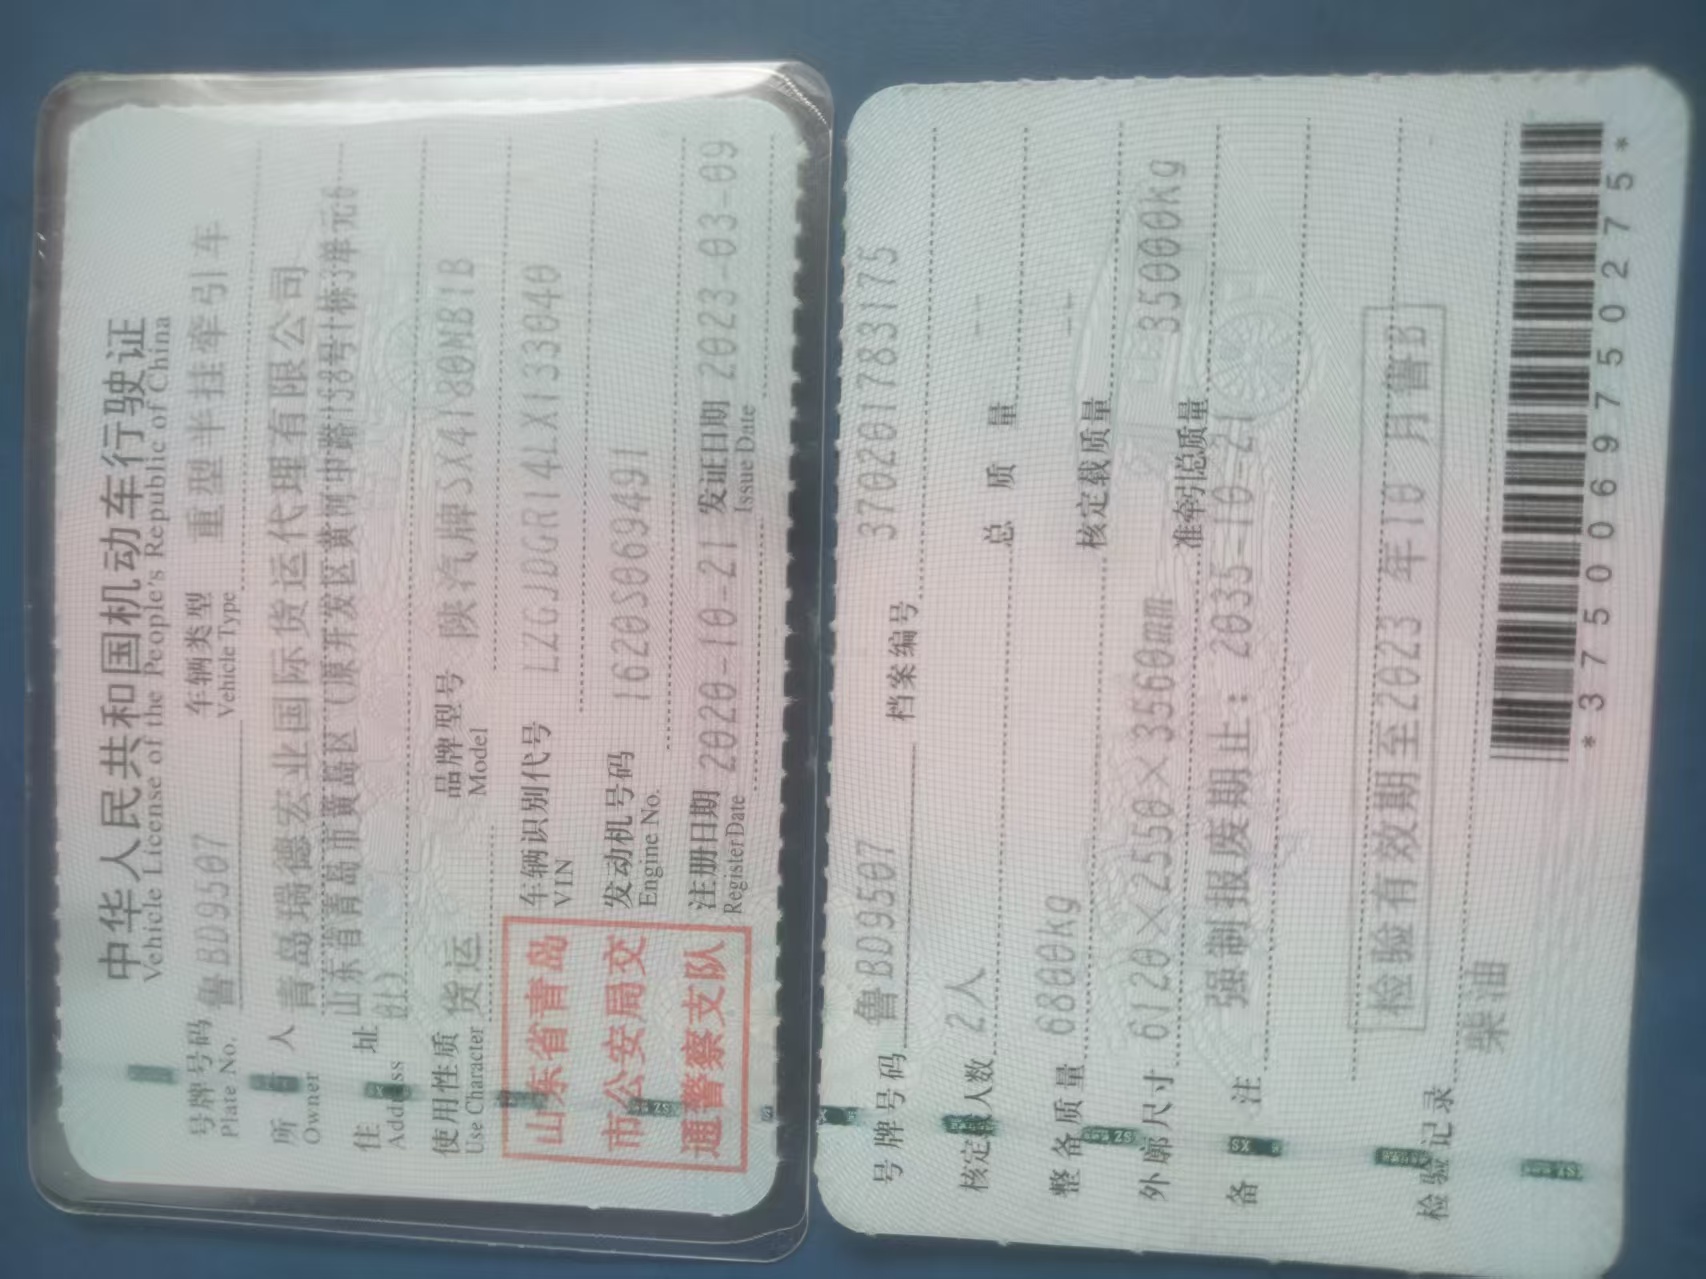 中华人民共和国机动车行驶证
Vehicle License of the People's Republic of China
号牌号码 鲁BD9507 车辆类型 重型半挂牵引车
Plate No. Vehicle Type
所有人 青岛瑞德宏业国际货运代理有限公司
Owner
住址 山东省青岛市黄岛区(原开发区黄河中路158号1栋3单元6
Address
使用性质 货运 品牌型号 陕汽牌SX4180MB1B
Use Character Model
山东省青岛
市公安局交
通警察支队
车辆识别代号 LZGJDGR14LX133040
VIN
发动机号码 1620S069491
Engine No.
注册日期 2020-10-21 发证日期 2023-03-09
Register Date Issue Date
号牌号码 鲁BD9507 档案编号 370201783175
核定载人数 2人 总质量 --
整备质量 6800kg 核定载质量 --
外廓尺寸 6120×2550×3560mm 准牵引总质量 35000kg
备注 强制报废期止:2035-10-21
检验有效期至2023年10月鲁B
检验记录 柴油
*3750069750275*